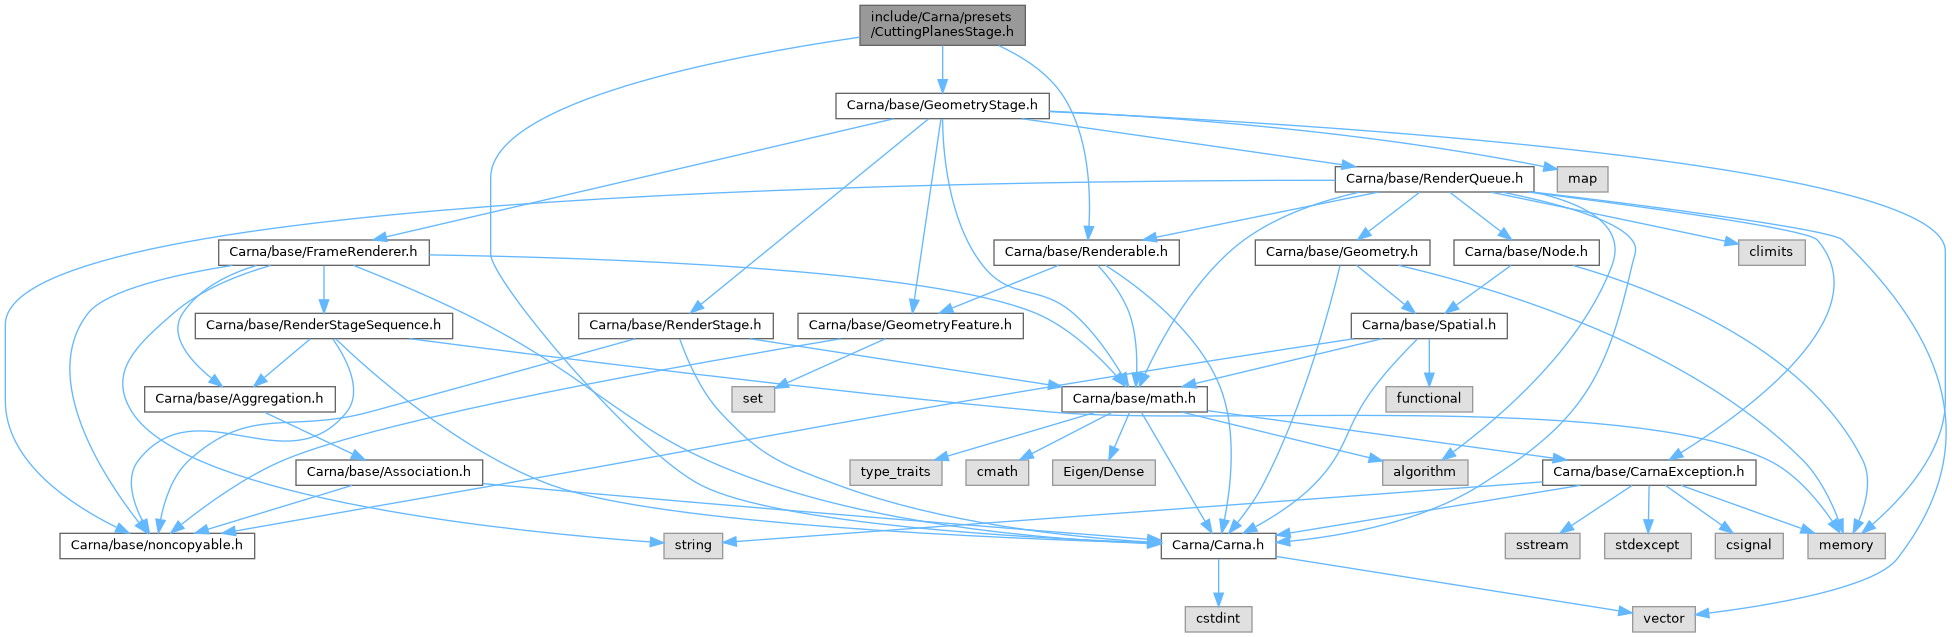 include/Carna/presets
/CuttingPlanesStage.h
Carna/base/GeometryStage.h
Carna/base/RenderQueue.h
map
Carna/base/FrameRenderer.h
Carna/base/Renderable.h
Carna/base/Geometry.h
Carna/base/Node.h
climits
Carna/base/RenderStageSequence.h
Carna/base/RenderStage.h
Carna/base/GeometryFeature.h
Carna/base/Spatial.h
Carna/base/Aggregation.h
set
Carna/base/math.h
functional
Carna/base/Association.h
type_traits
cmath
Eigen/Dense
algorithm
Carna/base/CarnaException.h
Carna/base/noncopyable.h
string
Carna/Carna.h
sstream
stdexcept
csignal
memory
cstdint
vector